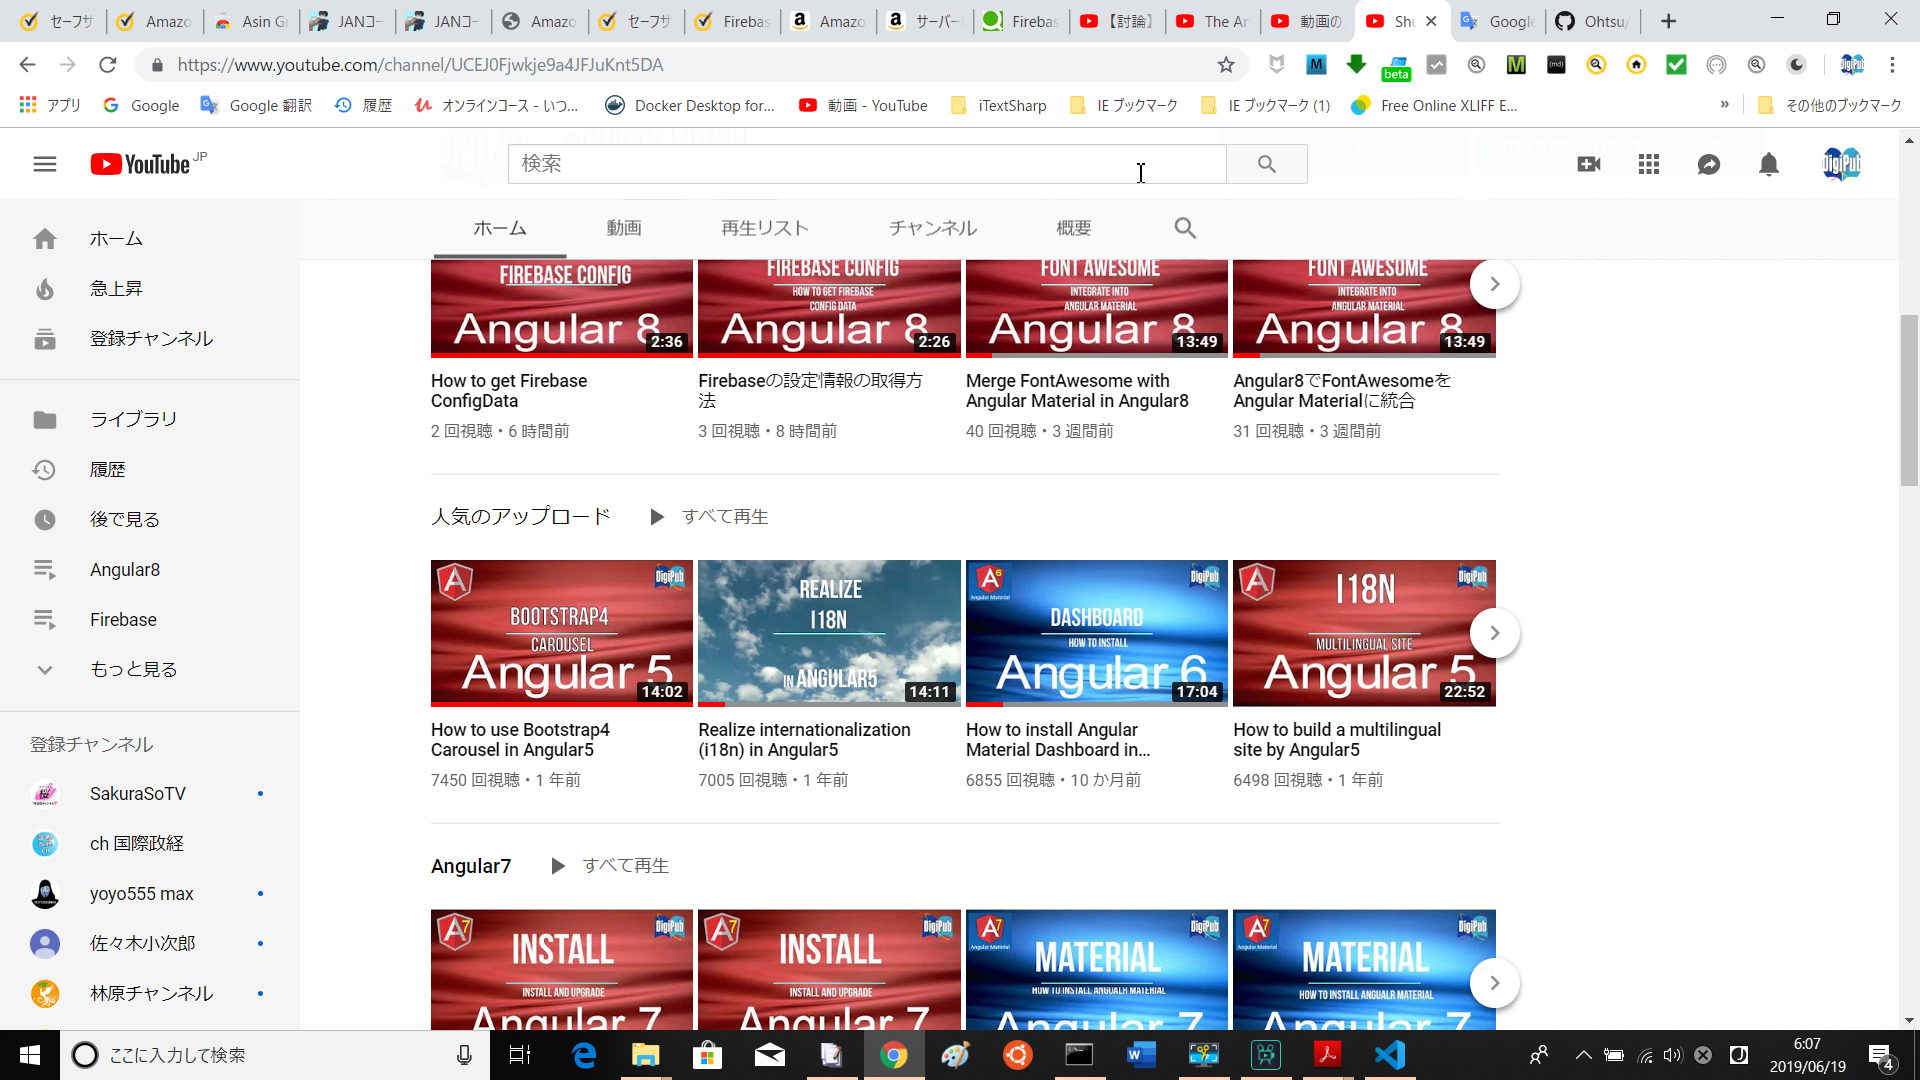 セーフサ
Amazo
Asin G
JANコー
JANコー
Amazo
セーフサ
Firebas
Amazo
サーバー
Firebas
【討論】
The Ar
動画の
Shu
Google
Ohtsu/
https://www.youtube.com/channel/UCEJ0Fjwkje9a4JFJuKnt5DA
beta
アプリ
Google
Google 翻訳
履歴
オンラインコース - いつ...
Docker Desktop for...
動画 - YouTube
iTextSharp
IE ブックマーク
IE ブックマーク (1)
Free Online XLIFF E...
»
その他のブックマーク
YouTube JP
検索
DigiPub
ホーム
動画
再生リスト
チャンネル
概要
ホーム
急上昇
登録チャンネル
ライブラリ
履歴
後で見る
Angular8
Firebase
もっと見る
登録チャンネル
SakuraSoTV
ch 国際政経
yoyo555 max
佐々木小次郎
林原チャンネル
FIREBASE CONFIG
Angular 8
2:36
How to get Firebase
ConfigData
2 回視聴・6 時間前
FIREBASE CONFIG
HOW TO GET FIREBASE
CONFIG DATA
Angular 8
2:26
Firebaseの設定情報の取得方
法
3 回視聴・8 時間前
FONT AWESOME
INTEGRATE INTO
ANGULAR MATERIAL
Angular 8
13:49
Merge FontAwesome with
Angular Material in Angular8
40 回視聴・3 週間前
FONT AWESOME
INTEGRATE INTO
ANGULAR MATERIAL
Angular 8
13:49
Angular8でFontAwesomeを
Angular Materialに統合
31 回視聴・3 週間前
人気のアップロード
すべて再生
DigiPub
BOOTSTRAP4
CAROUSEL
Angular 5
14:02
How to use Bootstrap4
Carousel in Angular5
7450 回視聴・1 年前
REALIZE
I18N
IN ANGULAR5
14:11
Realize internationalization
(i18n) in Angular5
7005 回視聴・1 年前
Angular Material
DigiPub
DASHBOARD
HOW TO INSTALL
Angular 6
17:04
How to install Angular
Material Dashboard in...
6855 回視聴・10 か月前
DigiPub
I18N
MULTILINGUAL SITE
Angular 5
22:52
How to build a multilingual
site by Angular5
6498 回視聴・1 年前
Angular7
すべて再生
DigiPub
INSTALL
INSTALL AND UPGRADE
Angular 7
DigiPub
INSTALL
INSTALL AND UPGRADE
Angular 7
Angular Material
DigiPub
MATERIAL
HOW TO INSTALL ANGUALR MATERIAL
Angular 7
Angular Material
DigiPub
MATERIAL
HOW TO INSTALL ANGUALR MATERIAL
Angular 7
ここに入力して検索
6:07
2019/06/19
4